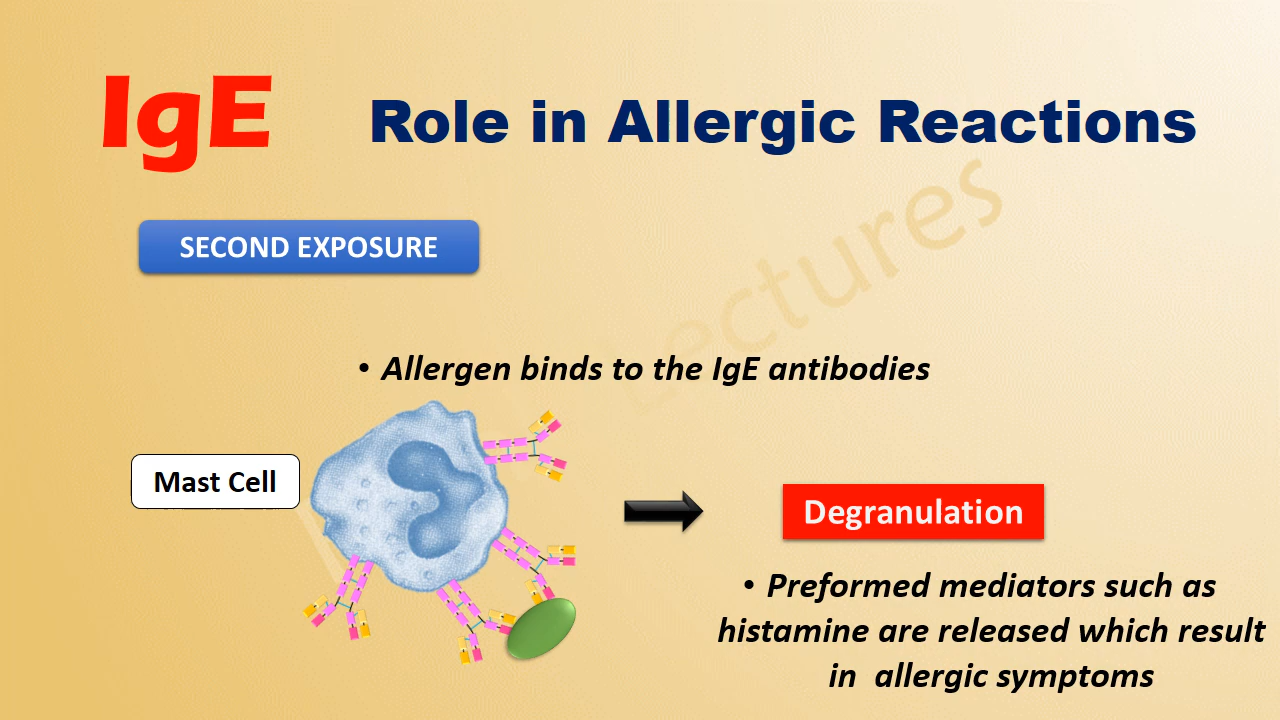 IgE Role in Allergic Reactions
SECOND EXPOSURE
• Allergen binds to the IgE antibodies
Mast Cell
Degranulation
• Preformed mediators such as
histamine are released which result
in allergic symptoms
Lectures